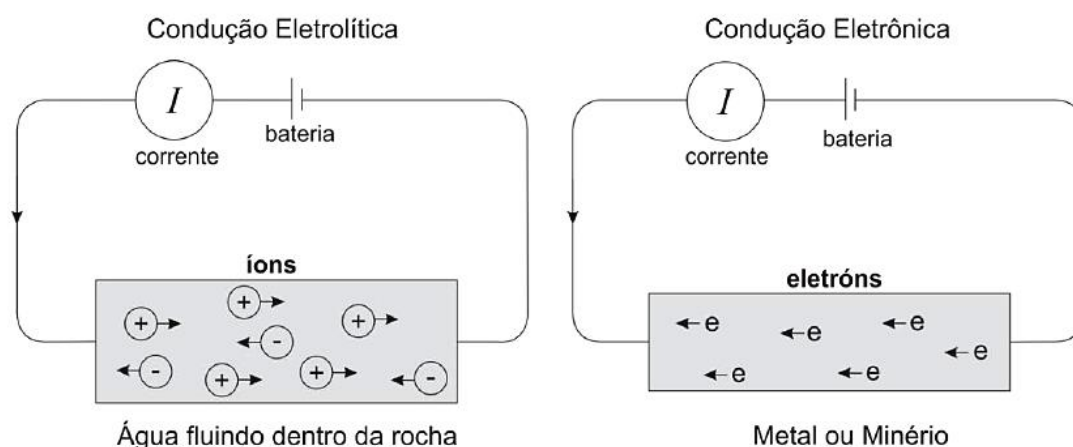 Condução Eletrolítica
I
bateria
corrente
íons
+
+
+
-
-
+
+
-
Água fluindo dentro da rocha
Condução Eletrônica
I
bateria
corrente
eletróns
e
e
e
e
e
e
Metal ou Minério